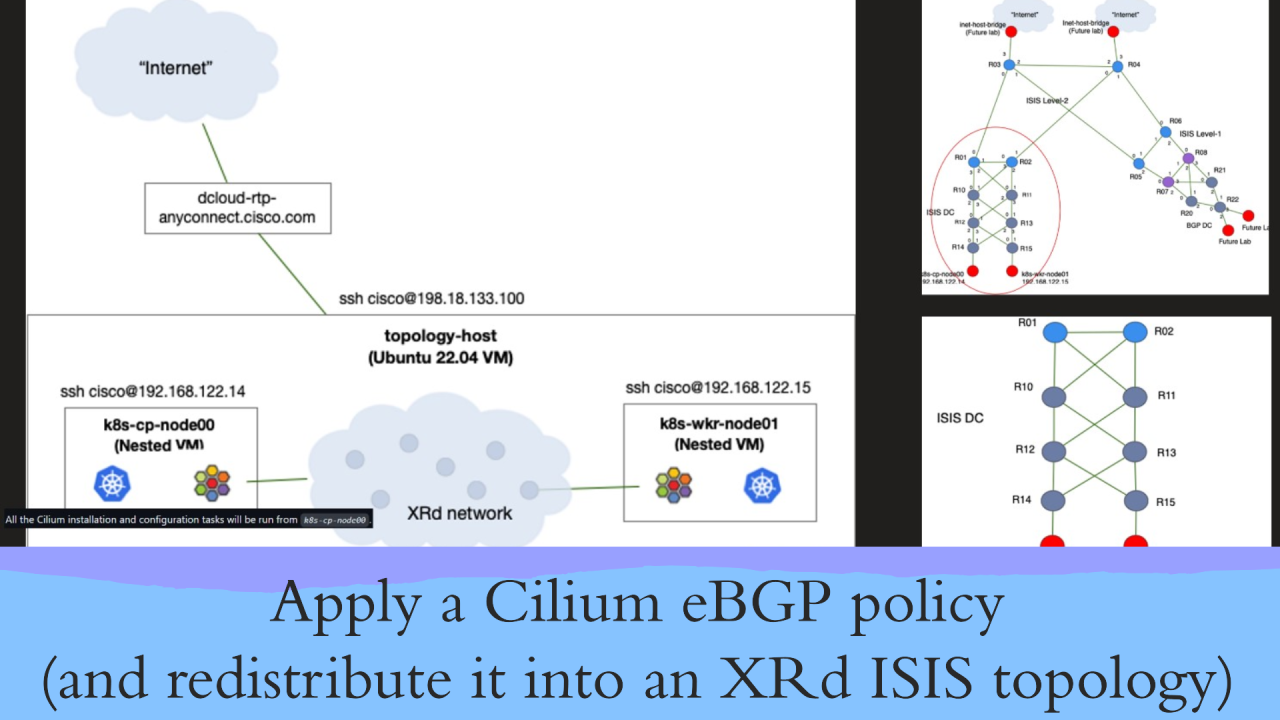 “Internet”
dcloud-rtp-
anyconnect.cisco.com
ssh cisco@198.18.133.100
topology-host
(Ubuntu 22.04 VM)
ssh cisco@192.168.122.14
k8s-cp-node00
(Nested VM)
ssh cisco@192.168.122.15
k8s-wkr-node01
(Nested VM)
XRd network
All the Cilium installation and configuration tasks will be run from k8s-cp-node00.
"Internet"
"Internet"
inet-host-bridge
(Future lab)
Inet-host-bridge
(Future lab)
R03
R04
ISIS Level-2
R06
ISIS Level-1
R08
R01
R02
R05
R07
R21
R10
R11
R22
R20
ISIS DC
R12
R13
BGP DC
Future La
Future Lab
R14
R15
k8s-cp-node00
192.168.122.14
k8s-wkr-node01
192.168.122.15
R01
R02
R10
R11
ISIS DC
R12
R13
R14
R15
Apply a Cilium eBGP policy
(and redistribute it into an XRd ISIS topology)